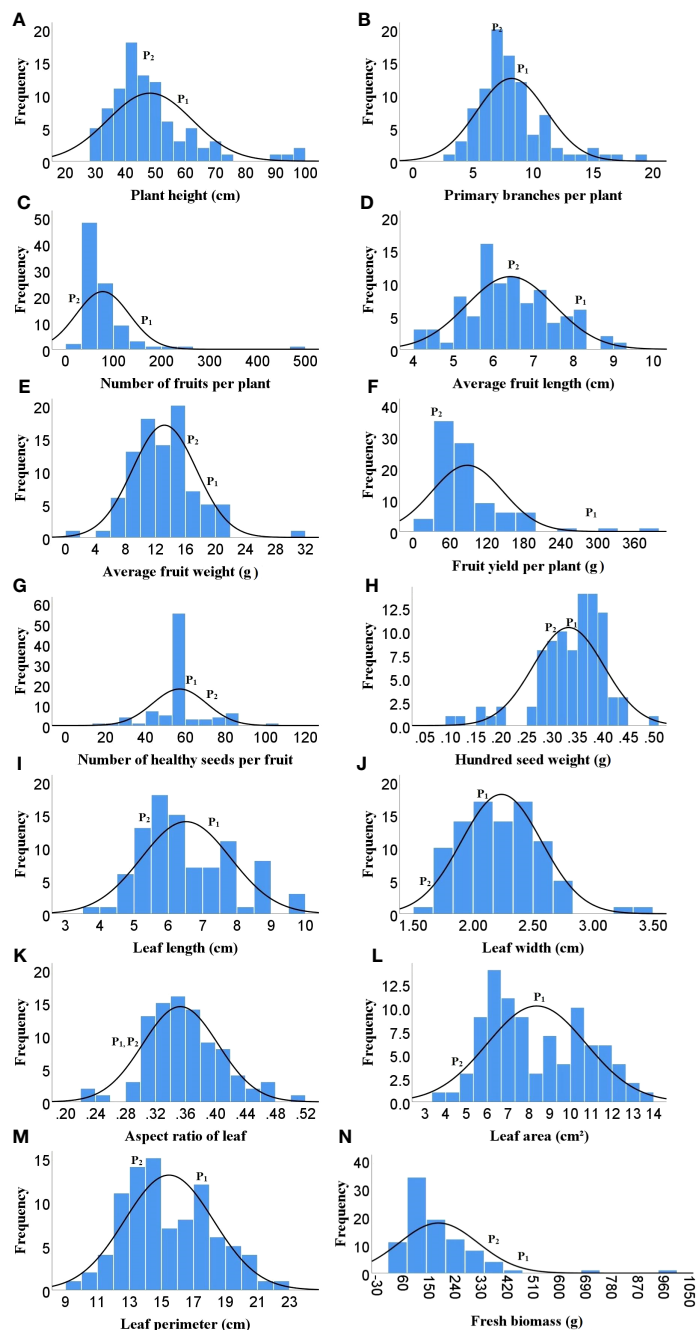 A
20
15
10
5
0
Frequency
P₂
P₁
20 30 40 50 60 70 80 90 100
Plant height (cm)
B
20
15
10
5
0
Frequency
P₂
P₁
0 5 10 15 20
Primary branches per plant
C
50
40
30
20
10
0
Frequency
P₂
P₁
0 100 200 300 400 500
Number of fruits per plant
D
20
15
10
5
0
Frequency
P₂
P₁
4 5 6 7 8 9 10
Average fruit length (cm)
E
20
15
10
5
0
Frequency
P₂
P₁
0 4 8 12 16 20 24 28 32
Average fruit weight (g)
F
40
30
20
10
0
Frequency
P₂
P₁
0 60 120 180 240 300 360
Fruit yield per plant (g)
G
60
50
40
30
20
10
0
Frequency
P₁
P₂
0 20 40 60 80 100 120
Number of healthy seeds per fruit
H
12.5
10.0
7.5
5.0
2.5
0.0
Frequency
P₂
P₁
.05 .10 .15 .20 .25 .30 .35 .40 .45 .50
Hundred seed weight (g)
I
20
15
10
5
0
Frequency
P₂
P₁
3 4 5 6 7 8 9 10
Leaf length (cm)
J
20
15
10
5
0
Frequency
P₁
P₂
1.50 2.00 2.50 3.00 3.50
Leaf width (cm)
K
20
15
10
5
0
Frequency
P₁, P₂
.20 .24 .28 .32 .36 .40 .44 .48 .52
Aspect ratio of leaf
L
12.5
10.0
7.5
5.0
2.5
0.0
Frequency
P₁
P₂
3 4 5 6 7 8 9 10 11 12 13 14
Leaf area (cm²)
M
15
10
5
0
Frequency
P₂
P₁
9 11 13 15 17 19 21 23
Leaf perimeter (cm)
N
40
30
20
10
0
Frequency
P₂
P₁
-30 60 150 240 330 420 510 600 690 780 870 960 1050
Fresh biomass (g)